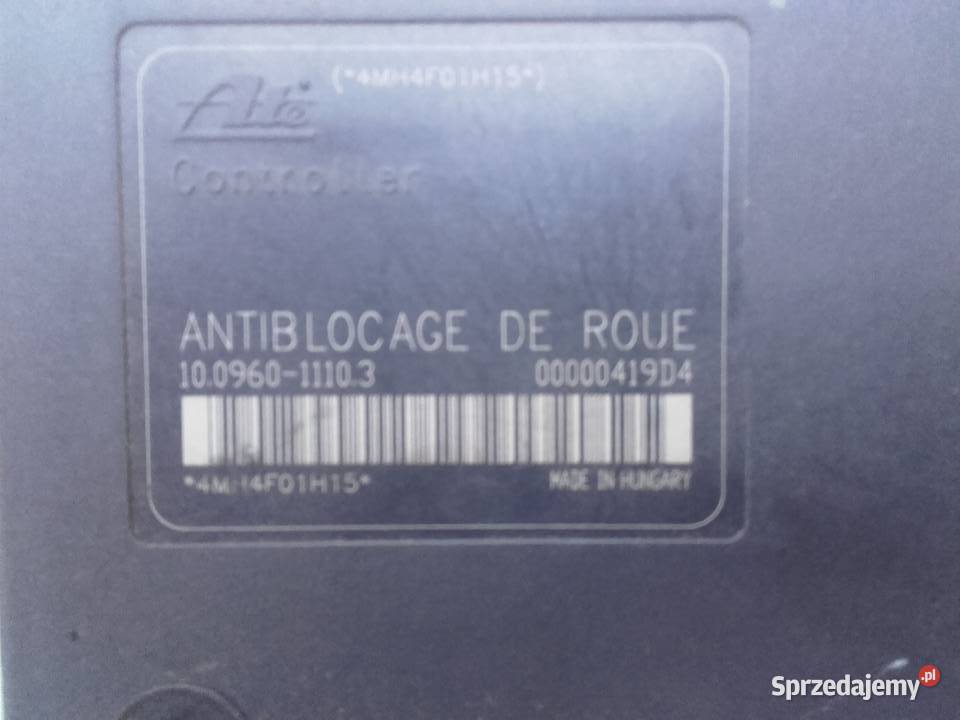 (*4MH4F01H15*)
Ate
Controller
ANTIBLOCAGE DE ROUE
10.0960-1110.3 00000419D4
*4MH4F01H15* MADE IN HUNGARY
Sprzedajemy.pl